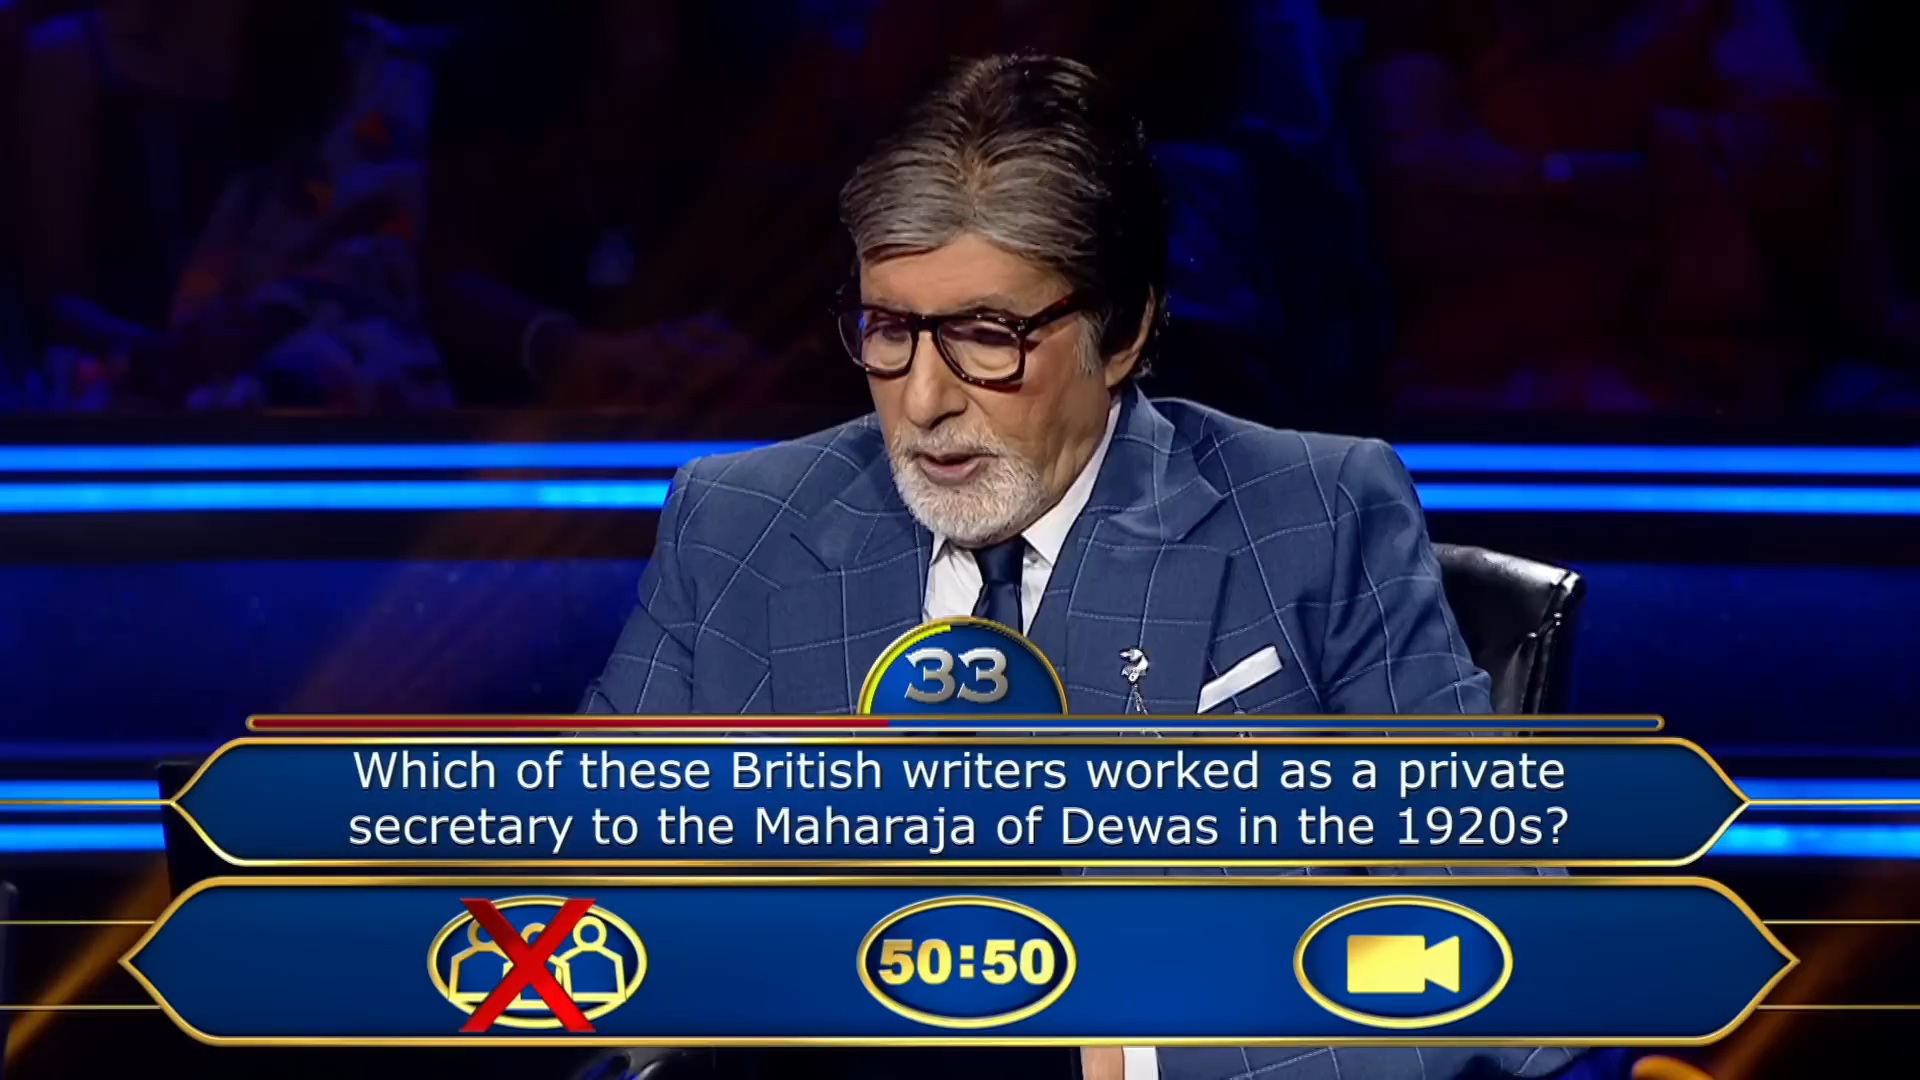 33
Which of these British writers worked as a private
secretary to the Maharaja of Dewas in the 1920s?
50:50